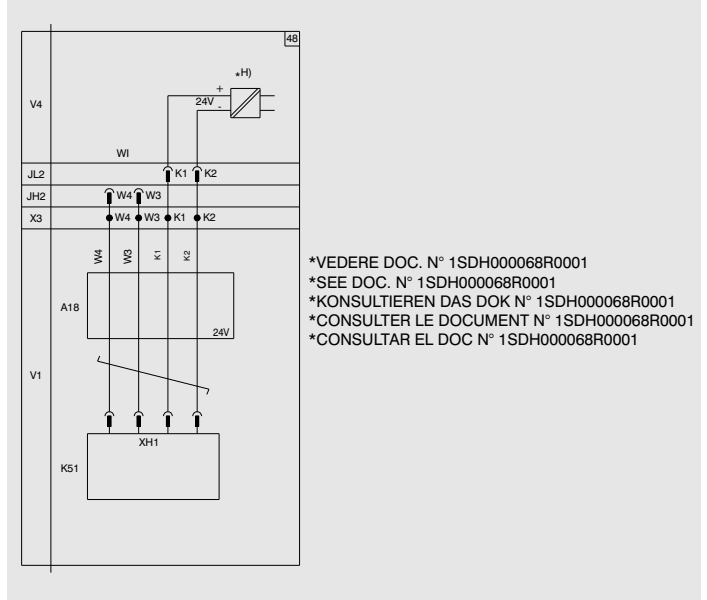 48
*H)
+
24V -
V4
WI
JL2 K1 K2
JH2 W4 W3
X3 W4 W3 K1 K2
W4 W3 K1 K2
A18
24V
V1
XH1
K51
*VEDERE DOC. N° 1SDH000068R0001
*SEE DOC. N° 1SDH000068R0001
*KONSULTIEREN DAS DOK N° 1SDH000068R0001
*CONSULTER LE DOCUMENT N° 1SDH000068R0001
*CONSULTAR EL DOC N° 1SDH000068R0001